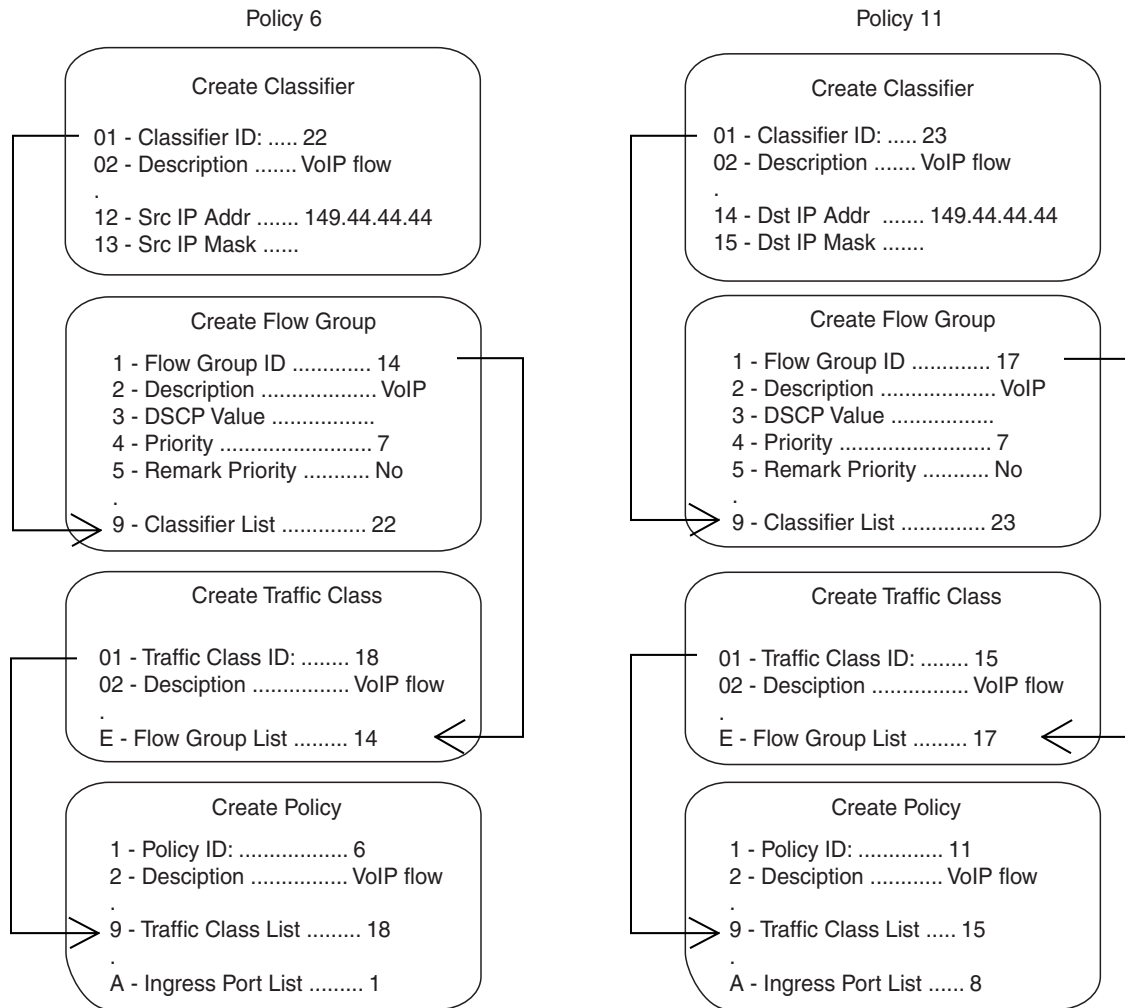 Policy 6
Create Classifier
01 - Classifier ID: ..... 22
02 - Description ....... VoIP flow
.
12 - Src IP Addr ....... 149.44.44.44
13 - Src IP Mask ......
Create Flow Group
1 - Flow Group ID ............. 14
2 - Description .................... VoIP
3 - DSCP Value ..................
4 - Priority .......................... 7
5 - Remark Priority ........... No
.
9 - Classifier List .............. 22
Create Traffic Class
01 - Traffic Class ID: ........ 18
02 - Desciption ................. VoIP flow
.
E - Flow Group List ......... 14
Create Policy
1 - Policy ID: ................... 6
2 - Desciption ................. VoIP flow
.
9 - Traffic Class List ......... 18
.
A - Ingress Port List ......... 1
Policy 11
Create Classifier
01 - Classifier ID: ..... 23
02 - Description ....... VoIP flow
.
14 - Dst IP Addr ....... 149.44.44.44
15 - Dst IP Mask .......
Create Flow Group
1 - Flow Group ID ............. 17
2 - Description .................... VoIP
3 - DSCP Value ..................
4 - Priority .......................... 7
5 - Remark Priority ........... No
.
9 - Classifier List .............. 23
Create Traffic Class
01 - Traffic Class ID: ........ 15
02 - Desciption ................. VoIP flow
.
E - Flow Group List ......... 17
Create Policy
1 - Policy ID: ............... 11
2 - Desciption ............. VoIP flow
.
9 - Traffic Class List ..... 15
.
A - Ingress Port List ...... 8